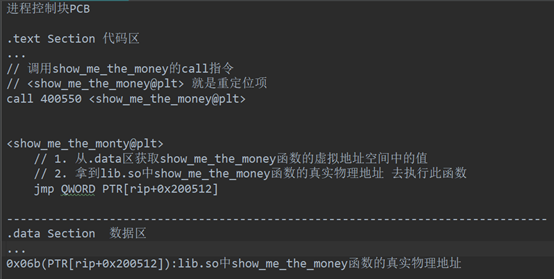 进程控制块PCB
.text Section 代码区
...
// 调用show_me_the_money的call指令
// <show_me_the_money@plt> 就是重定位项
call 400550 <show_me_the_money@plt>
<show_me_the_monty@plt>
// 1. 从.data区获取show_me_the_money函数的虚拟地址空间中的值
// 2. 拿到lib.so中show_me_the_money函数的真实物理地址 去执行此函数
jmp QWORD PTR[rip+0x200512]
--------------------------------------------------------------------------
.data Section  数据区
...
0x06b(PTR[rip+0x200512]):lib.so中show_me_the_money函数的真实物理地址